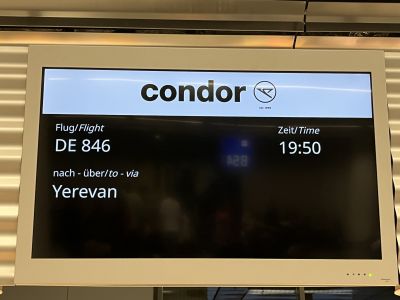 condor
Flug/Flight
Zeit/Time
DE 846
19:50
nach - über/to - via
Yerevan